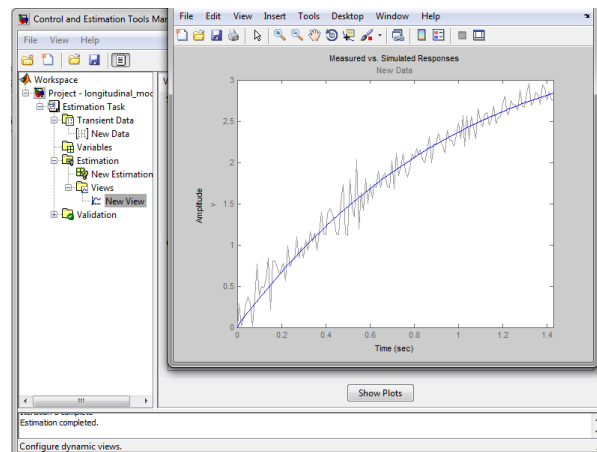 Control and Estimation Tools Mar
File View Help
Workspace
Project - longitudinal_moc
Estimation Task
Transient Data
New Data
Variables
Estimation
New Estimation
Views
New View
Validation
File Edit View Insert Tools Desktop Window Help
Measured vs. Simulated Responses
New Data
Amplitude
v
3
2.5
2
1.5
1
0.5
0
0 0.2 0.4 0.6 0.8 1 1.2 1.4
Time (sec)
Show Plots
Estimation completed.
Configure dynamic views.